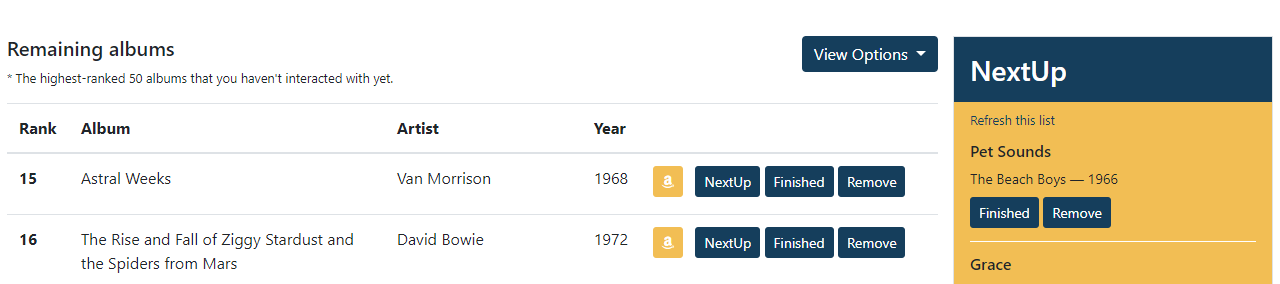 Remaining albums
View Options
* The highest-ranked 50 albums that you haven't interacted with yet.
Rank Album Artist Year
15 Astral Weeks Van Morrison 1968 a NextUp Finished Remove
16 The Rise and Fall of Ziggy Stardust and David Bowie 1972 a NextUp Finished Remove
the Spiders from Mars
NextUp
Refresh this list
Pet Sounds
The Beach Boys — 1966
Finished Remove
Grace